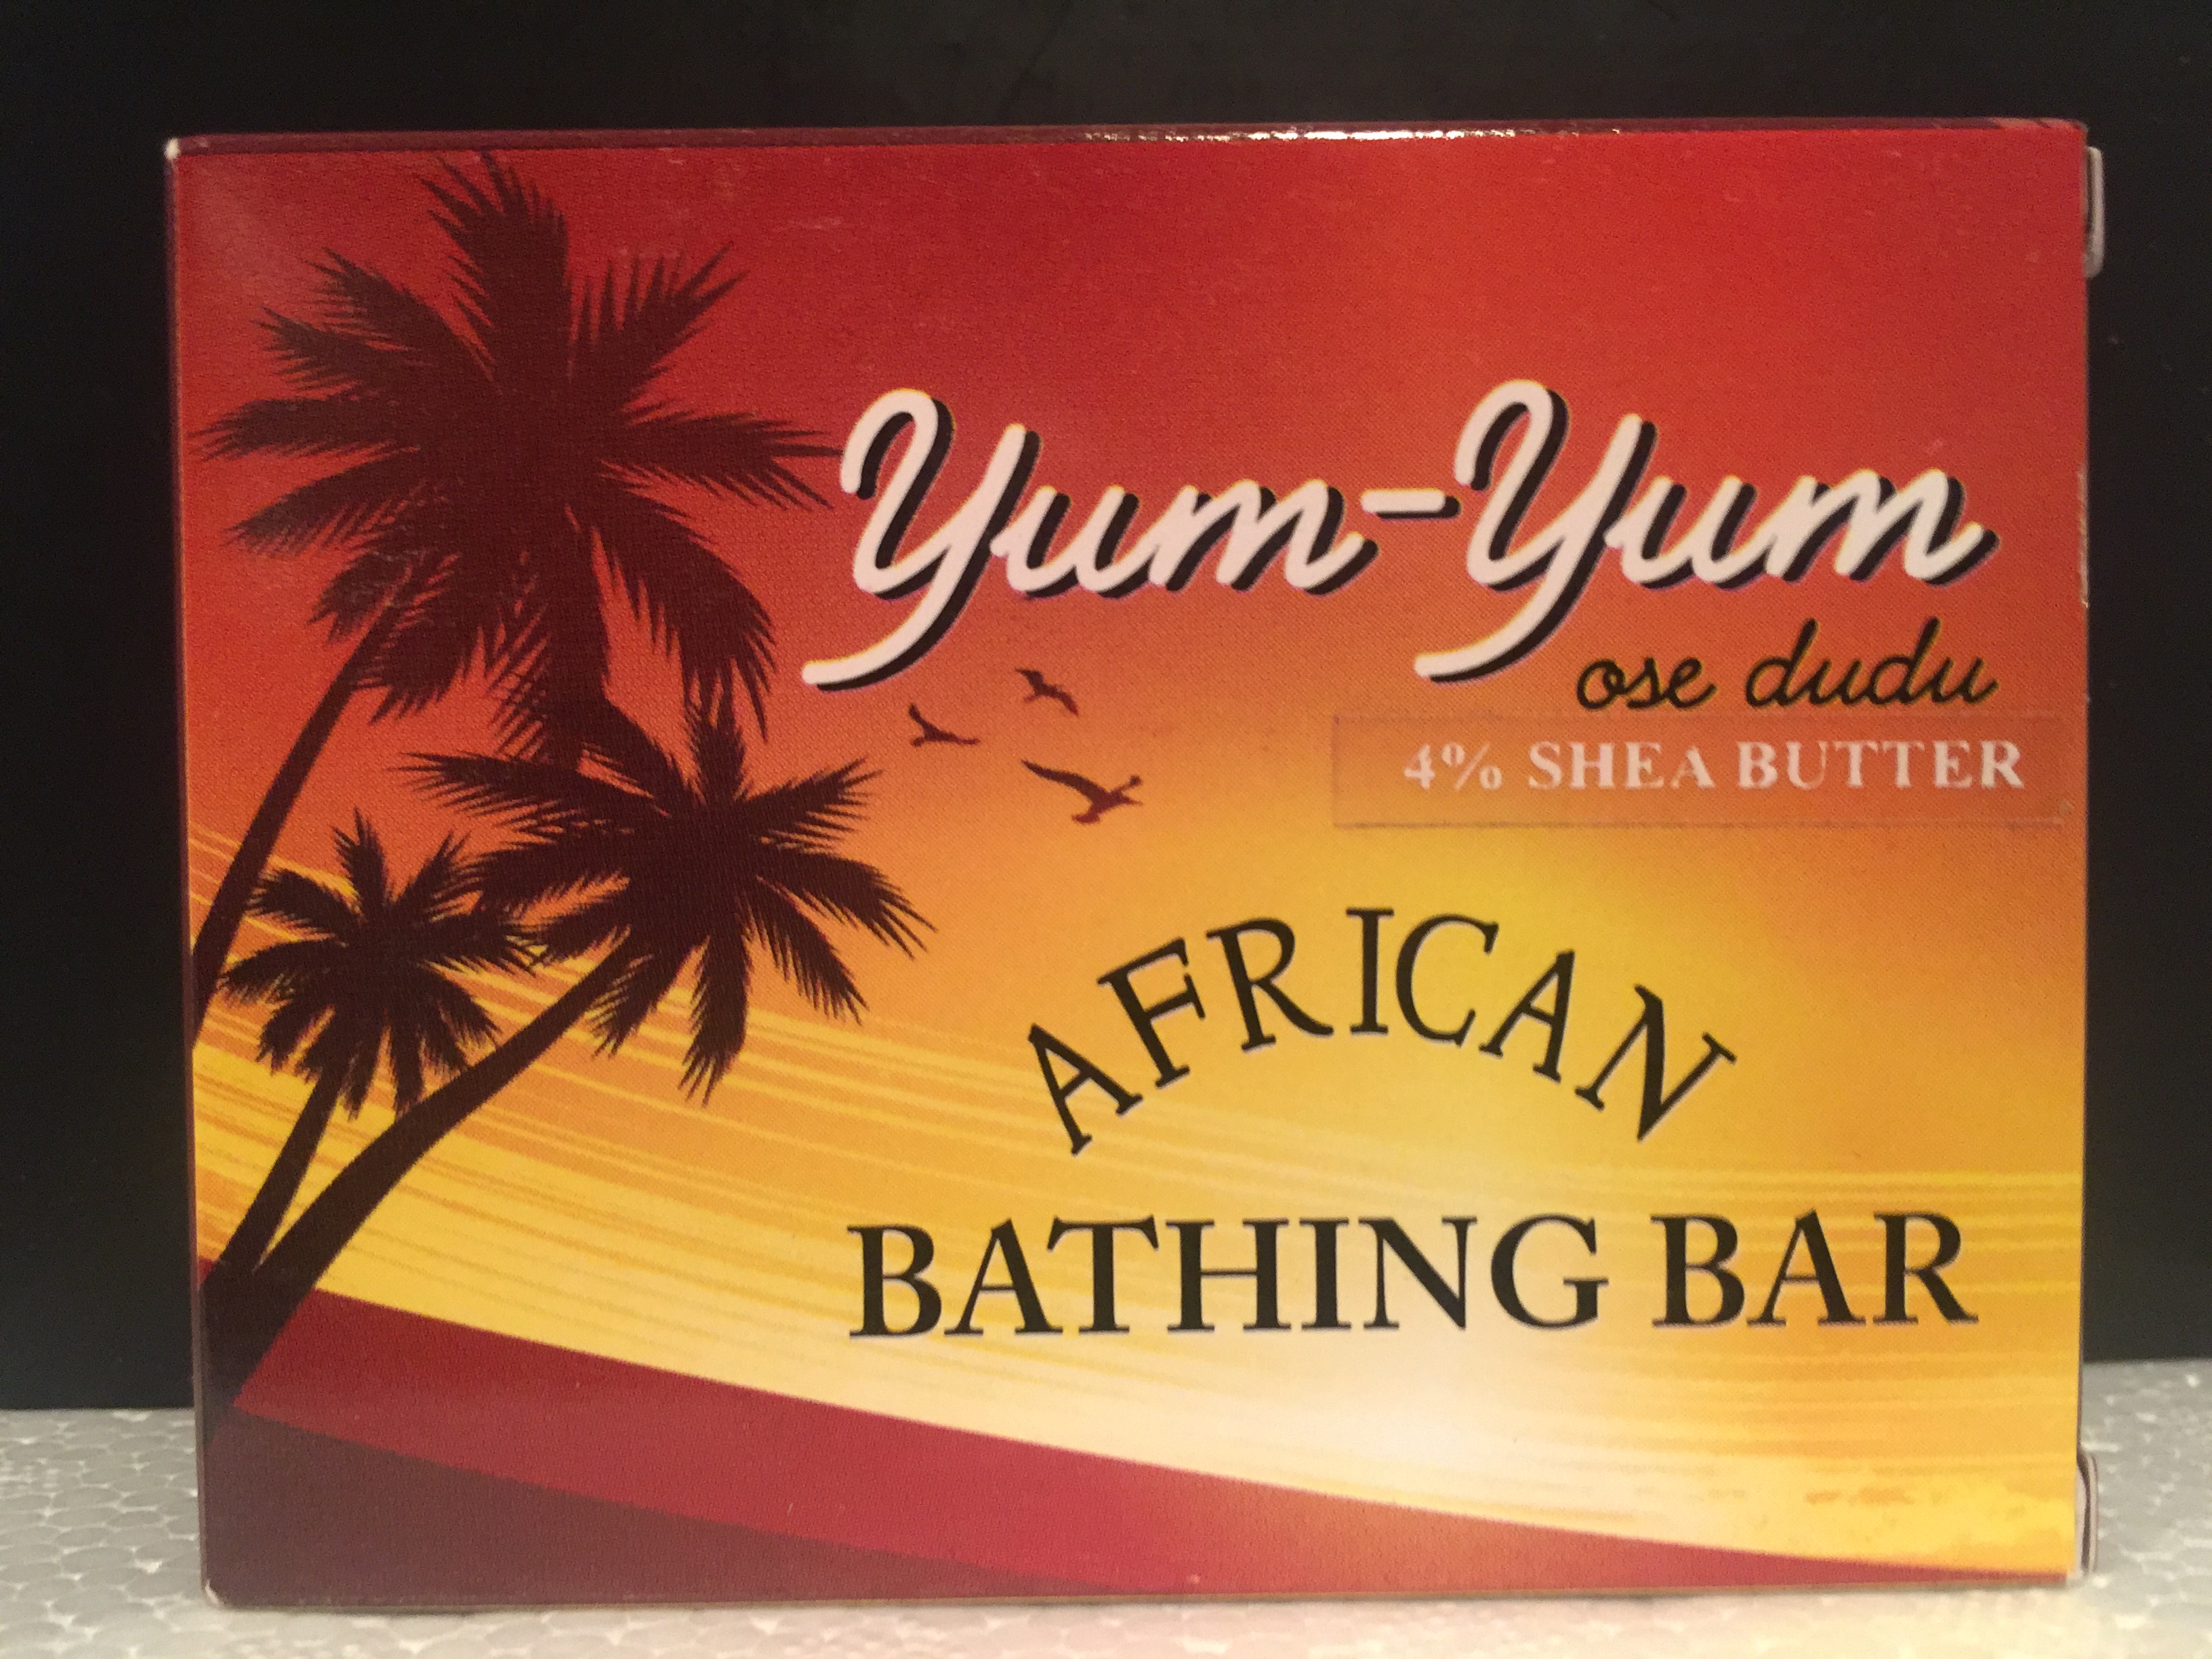 Yum-Yum
ose dudu
4% SHEA BUTTER
AFRICAN
BATHING BAR